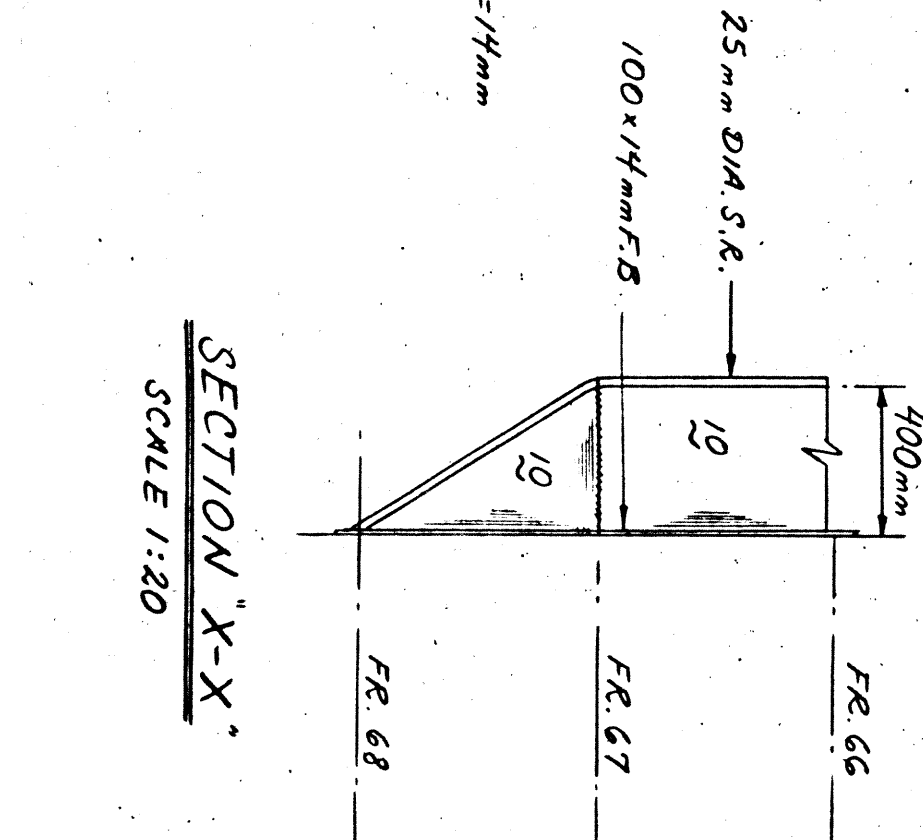 =14mm
25mm DIA. S.R.
100x14mm F.B
400mm
10
10
FR. 66
FR. 67
FR. 68
SECTION "X-X"
SCALE 1:20